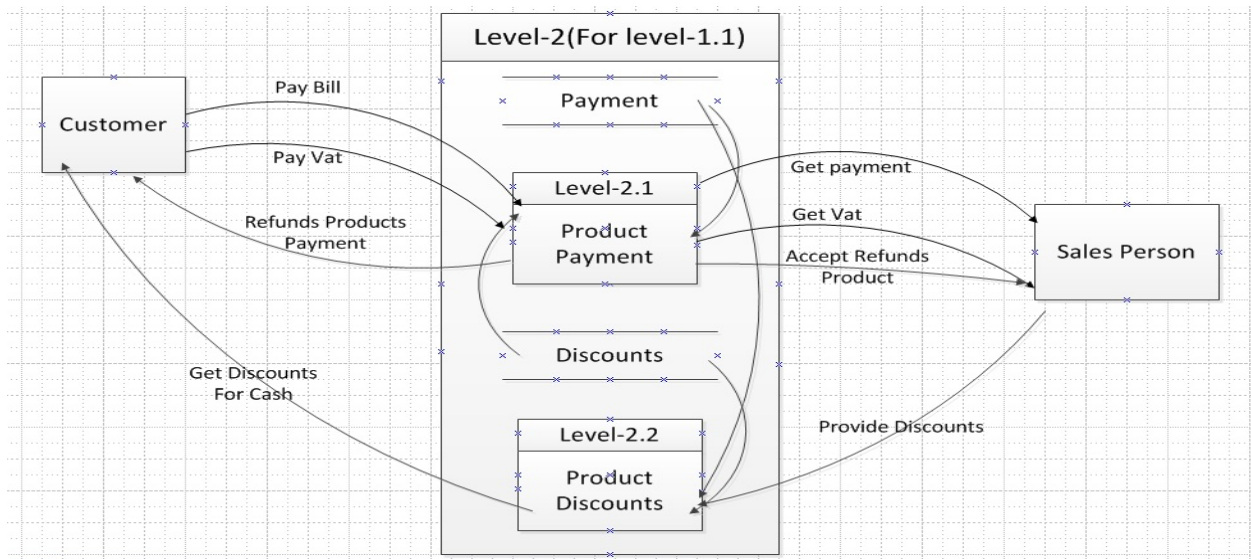 Level-2(For level-1.1)
Customer
Pay Bill
Pay Vat
Refunds Products
Payment
Get Discounts
For Cash
Payment
Level-2.1
Product
Payment
Discounts
Level-2.2
Product
Discounts
Get payment
Get Vat
Accept Refunds
Product
Sales Person
Provide Discounts